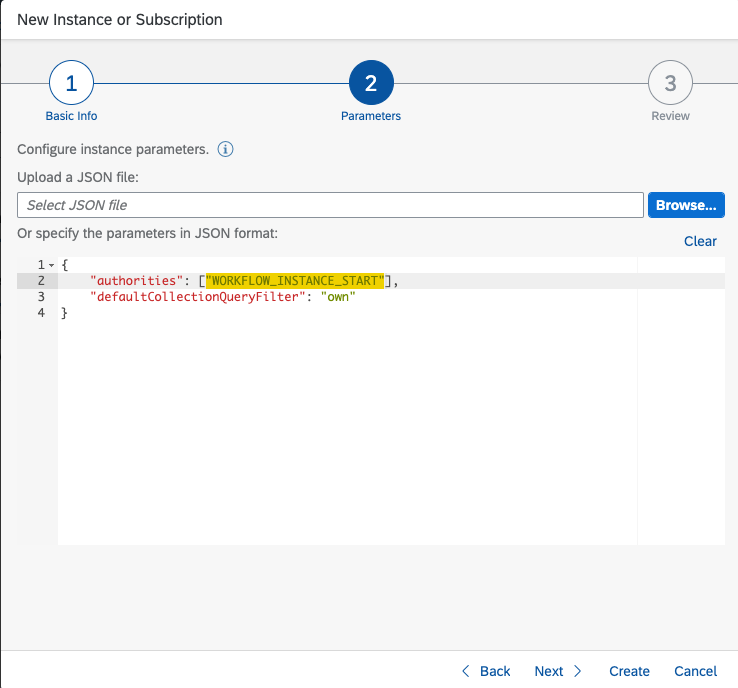 New Instance or Subscription
1
2
3
Basic Info
Parameters
Review
Configure instance parameters.
Upload a JSON file:
Select JSON file
Browse...
Or specify the parameters in JSON format:
Clear
1 {
2 "authorities": ["WORKFLOW_INSTANCE_START"],
3 "defaultCollectionQueryFilter": "own"
4 }
Back
Next
Create
Cancel